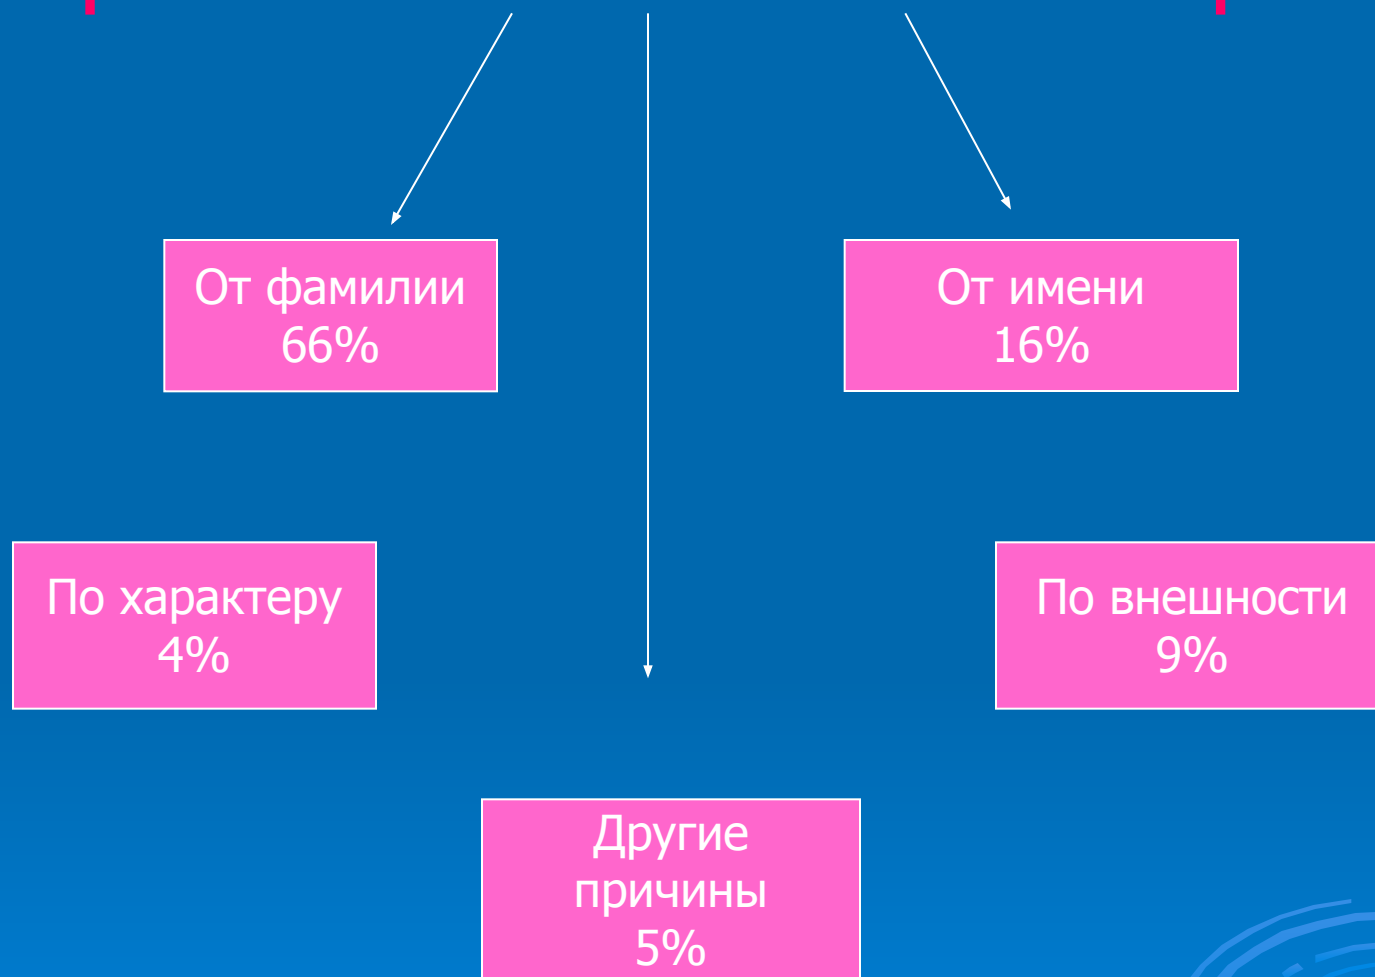 От фамилии
66%
От имени
16%
По характеру
4%
По внешности
9%
Другие
причины
5%